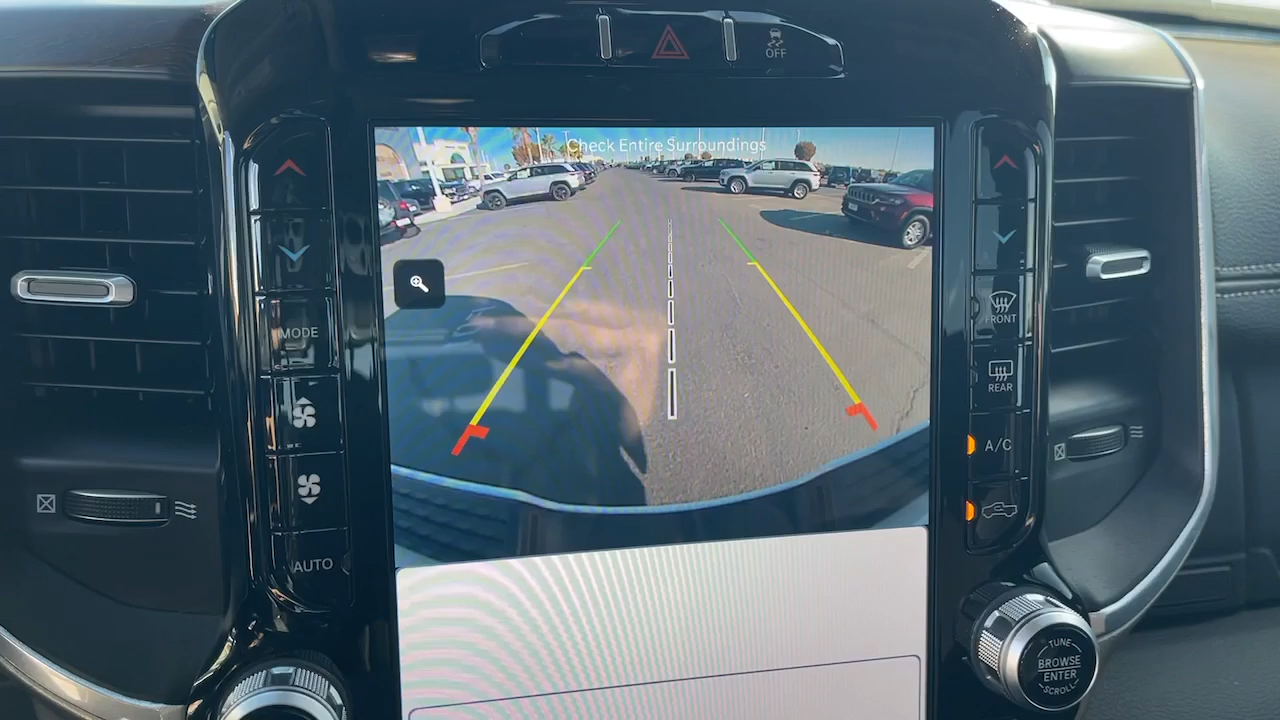 OFF
Check Entire Surroundings
MODE
AUTO
FRONT
REAR
A/C
TUNE
BROWSE
ENTER
SCROLL